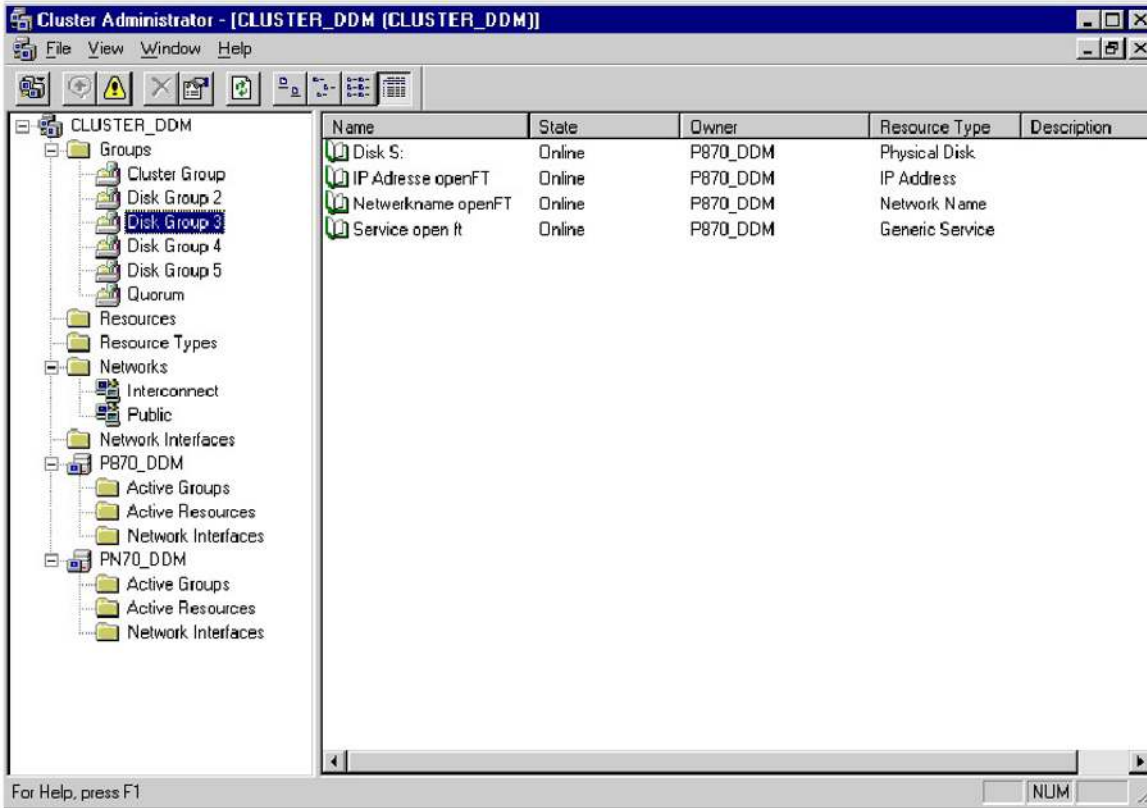 Cluster Administrator - [CLUSTER_DDM (CLUSTER_DDM)]
File View Window Help
CLUSTER_DDM
Groups
Cluster Group
Disk Group 2
Disk Group 3
Disk Group 4
Disk Group 5
Quorum
Resources
Resource Types
Networks
Interconnect
Public
Network Interfaces
P870_DDM
Active Groups
Active Resources
Network Interfaces
PN70_DDM
Active Groups
Active Resources
Network Interfaces
Name State Owner Resource Type Description
Disk S: Online P870_DDM Physical Disk
IP Adresse openFT Online P870_DDM IP Address
Netwerkname openFT Online P870_DDM Network Name
Service open ft Online P870_DDM Generic Service
For Help, press F1 NUM